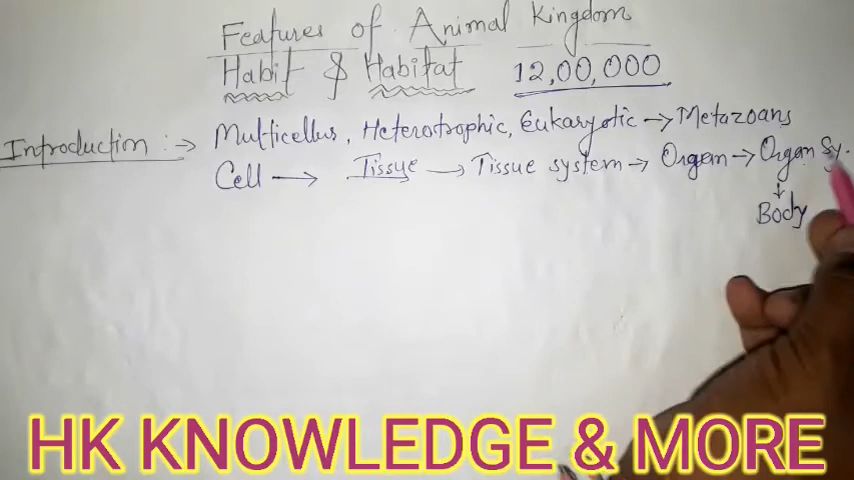 Features of Animal Kingdom
Habit & Habitat 12,00,000
Introduction :→ Multicellus, Heterotrophic, Eukaryotic → Metazoans
Cell → Tissue → Tissue system → Organ → Organ Sy.
↓
Body
HK KNOWLEDGE & MORE